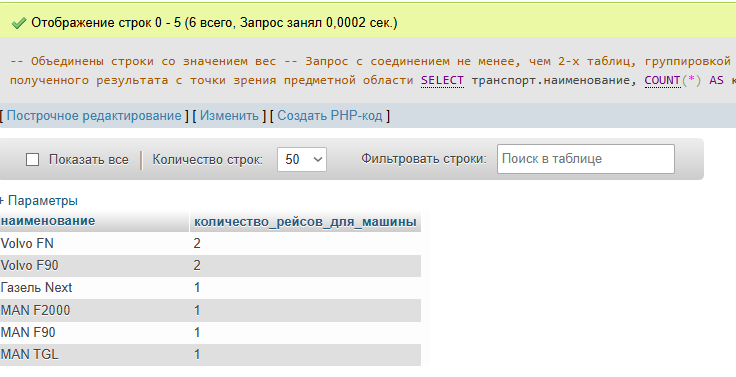 Отображение строк 0 - 5 (6 всего, Запрос занял 0,0002 сек.)
-- Объединены строки со значением вес -- Запрос с соединением не менее, чем 2-х таблиц, группировкой
полученного результата с точки зрения предметной области SELECT транспорт.наименование, COUNT(*) AS к
[ Построчное редактирование ] [ Изменить ] [ Создать PHP-код ]
Показать все | Количество строк: 50 Фильтровать строки: Поиск в таблице
+ Параметры
наименование количество_рейсов_для_машины
Volvo FN 2
Volvo F90 2
Газель Next 1
MAN F2000 1
MAN F90 1
MAN TGL 1